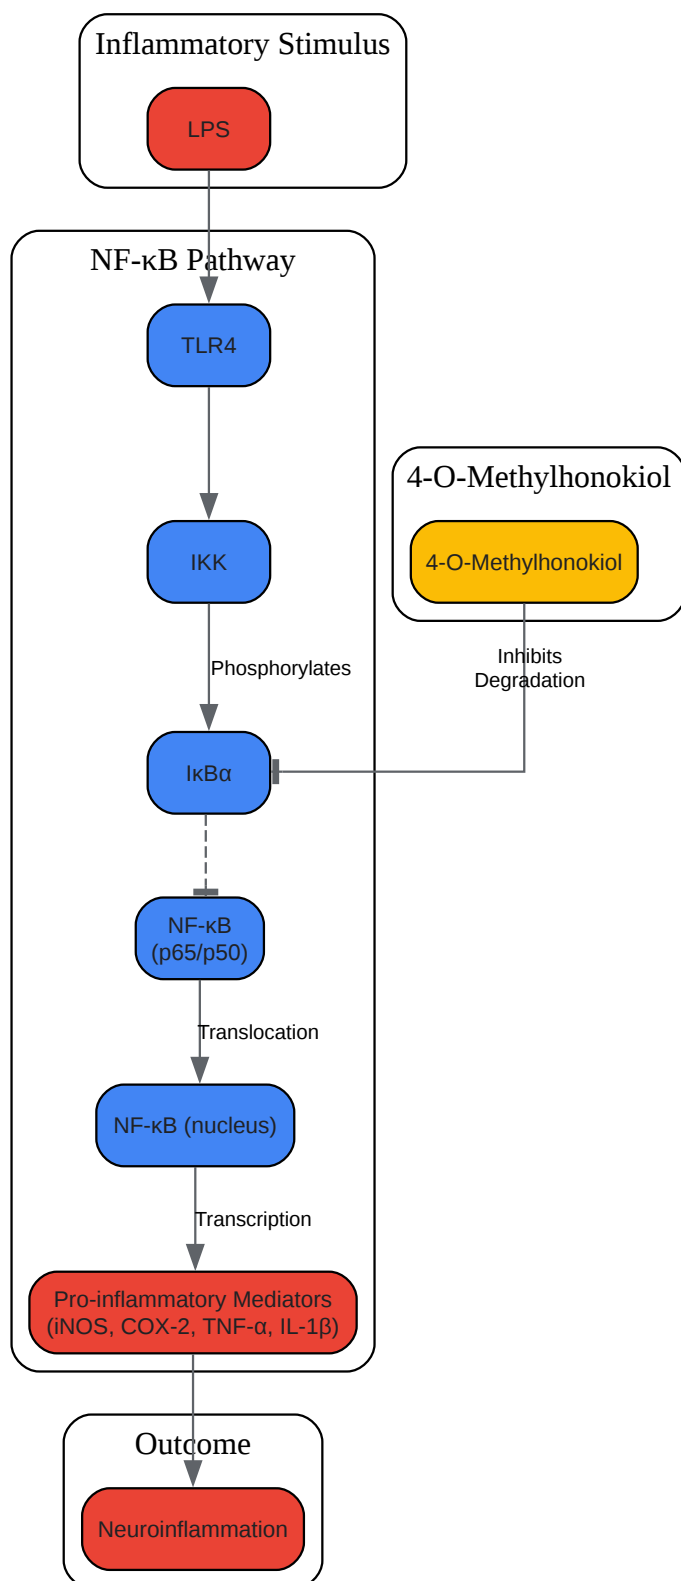 Inflammatory Stimulus
LPS
NF-κB Pathway
TLR4
4-O-Methylhonokiol
IKK
4-O-Methylhonokiol
Phosphorylates
Inhibits
Degradation
IκBα
NF-κB
(p65/p50)
Translocation
NF-κB (nucleus)
Transcription
Pro-inflammatory Mediators
(iNOS, COX-2, TNF-α, IL-1β)
Outcome
Neuroinflammation